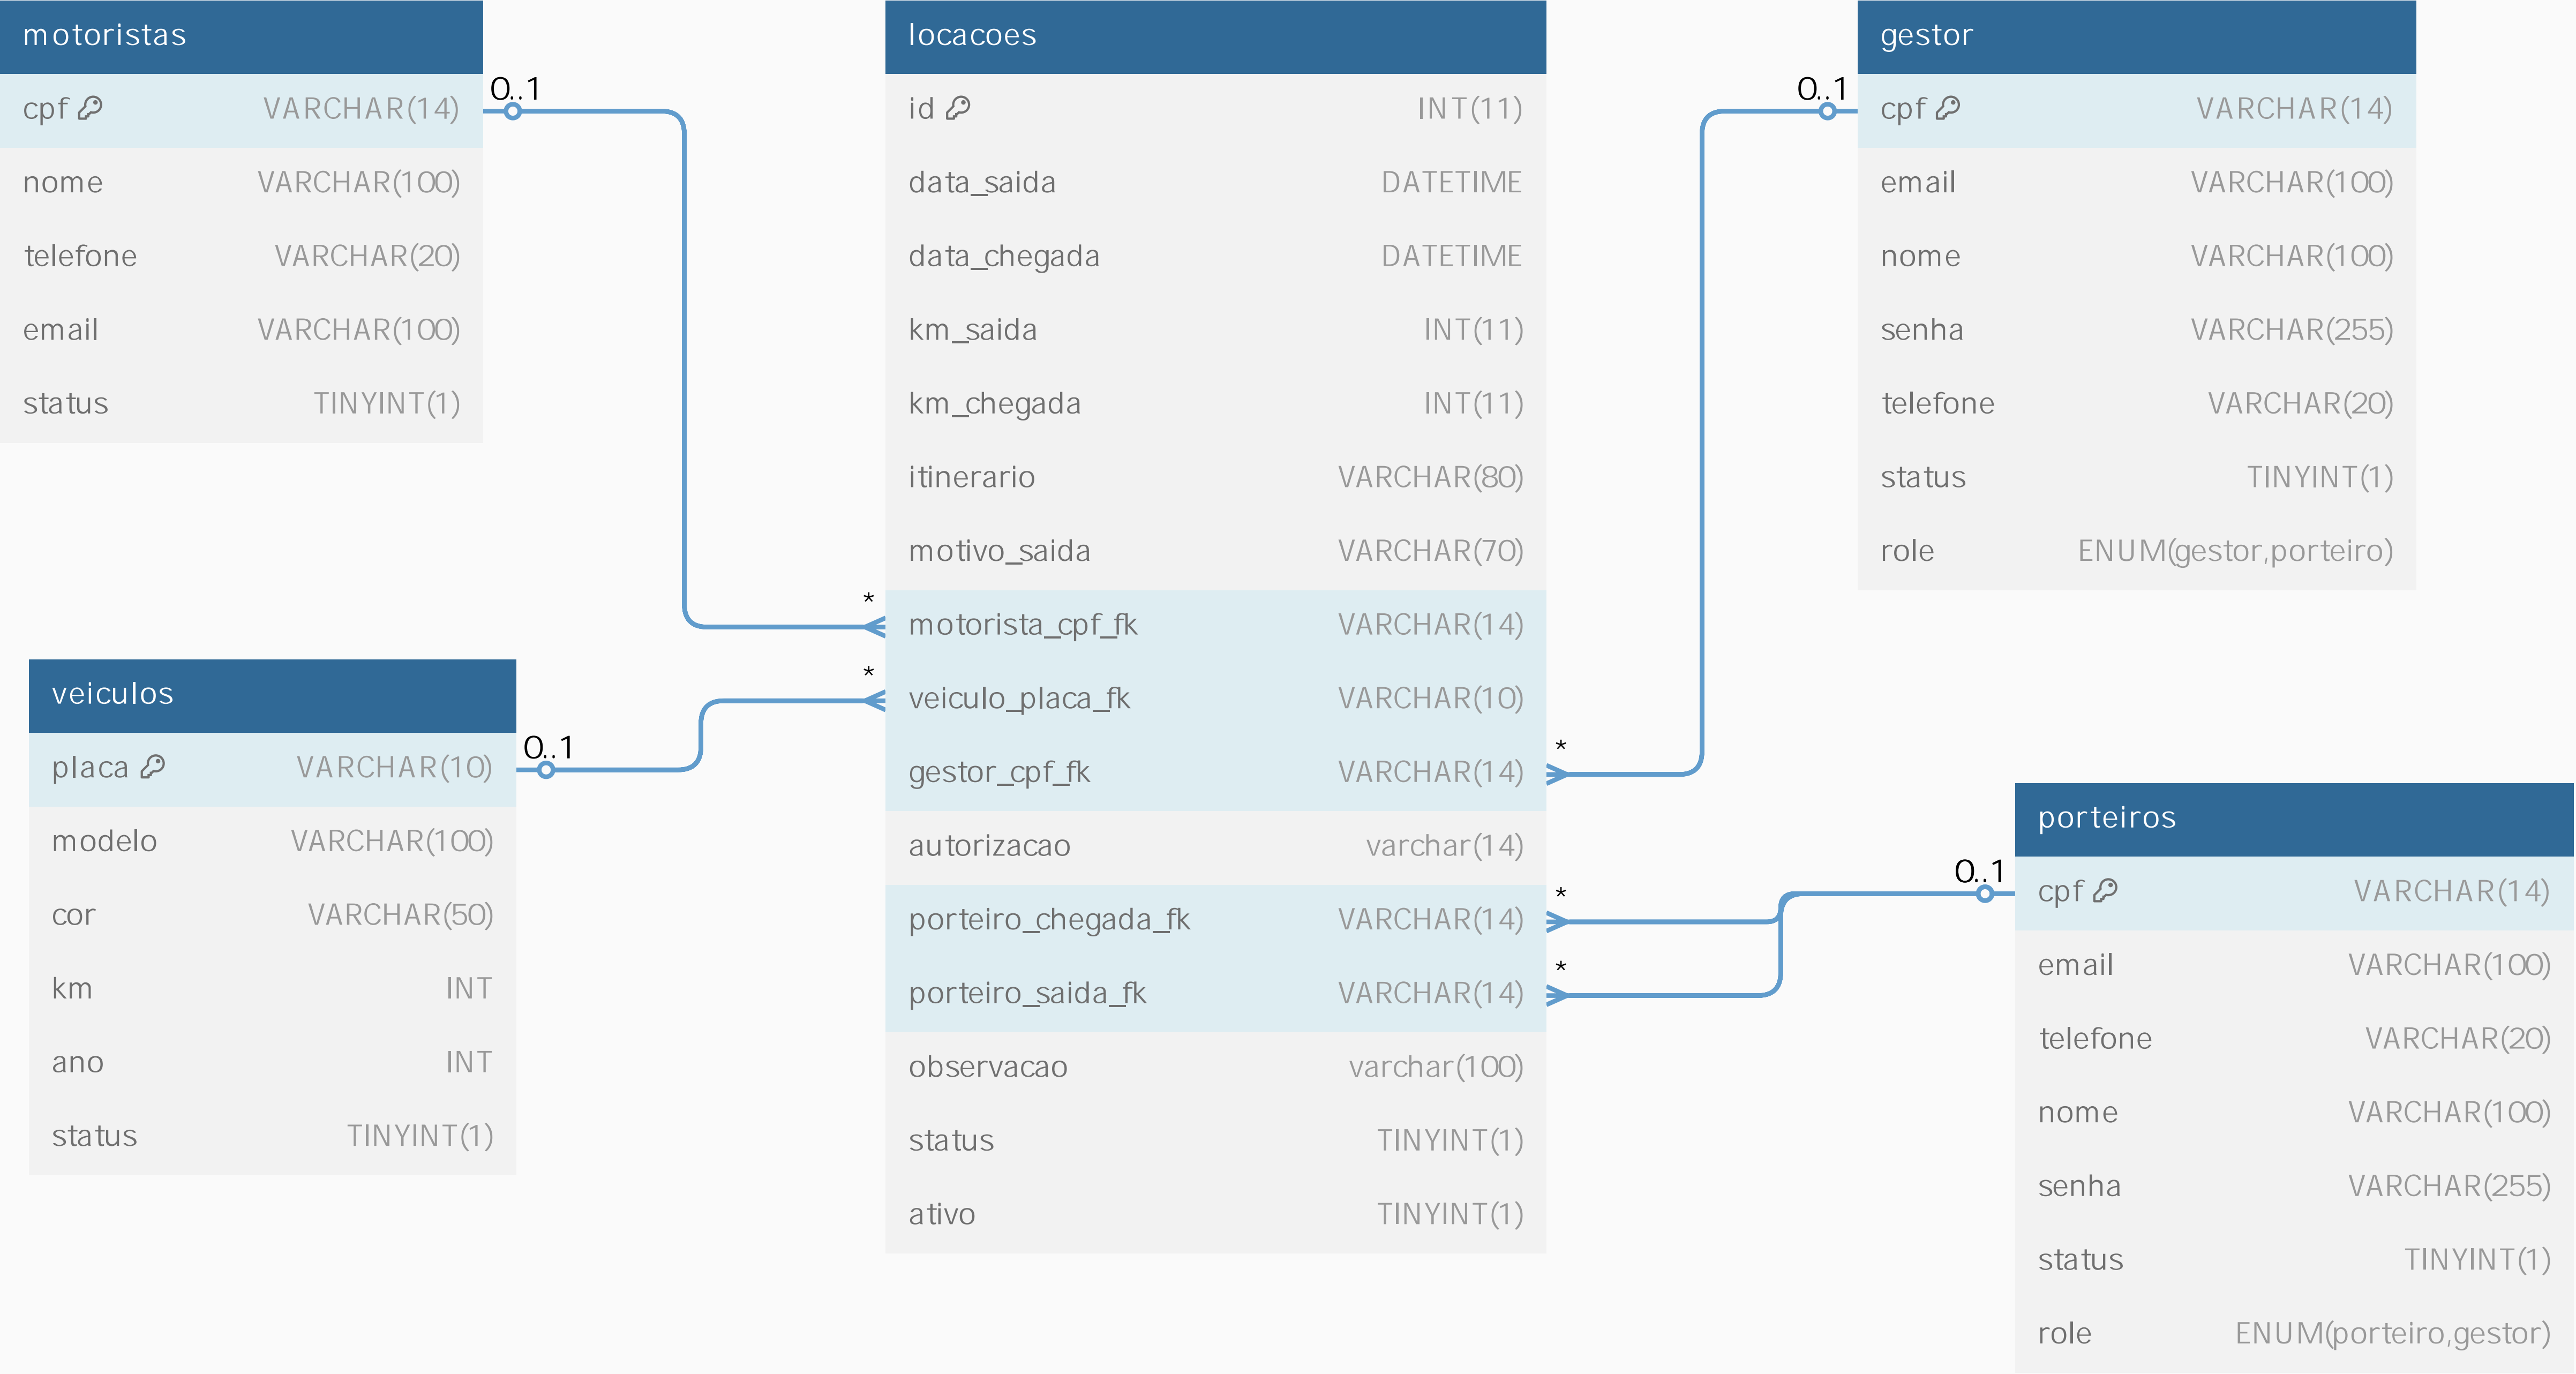 motoristas
0..1
cpf VARCHAR(14)
nome VARCHAR(100)
telefone VARCHAR(20)
email VARCHAR(100)
status TINYINT(1)
veiculos
0..1
placa VARCHAR(10)
modelo VARCHAR(100)
cor VARCHAR(50)
km INT
ano INT
status TINYINT(1)
locacoes
id INT(11)
data_saida DATETIME
data_chegada DATETIME
km_saida INT(11)
km_chegada INT(11)
itinerario VARCHAR(80)
motivo_saida VARCHAR(70)
*
motorista_cpf_fk VARCHAR(14)
*
veiculo_placa_fk VARCHAR(10)
*
gestor_cpf_fk VARCHAR(14)
autorizacao varchar(14)
*
porteiro_chegada_fk VARCHAR(14)
*
porteiro_saida_fk VARCHAR(14)
observacao varchar(100)
status TINYINT(1)
ativo TINYINT(1)
gestor
0..1
cpf VARCHAR(14)
email VARCHAR(100)
nome VARCHAR(100)
senha VARCHAR(255)
telefone VARCHAR(20)
status TINYINT(1)
role ENUM(gestor,porteiro)
porteiros
0..1
cpf VARCHAR(14)
email VARCHAR(100)
telefone VARCHAR(20)
nome VARCHAR(100)
senha VARCHAR(255)
status TINYINT(1)
role ENUM(porteiro,gestor)